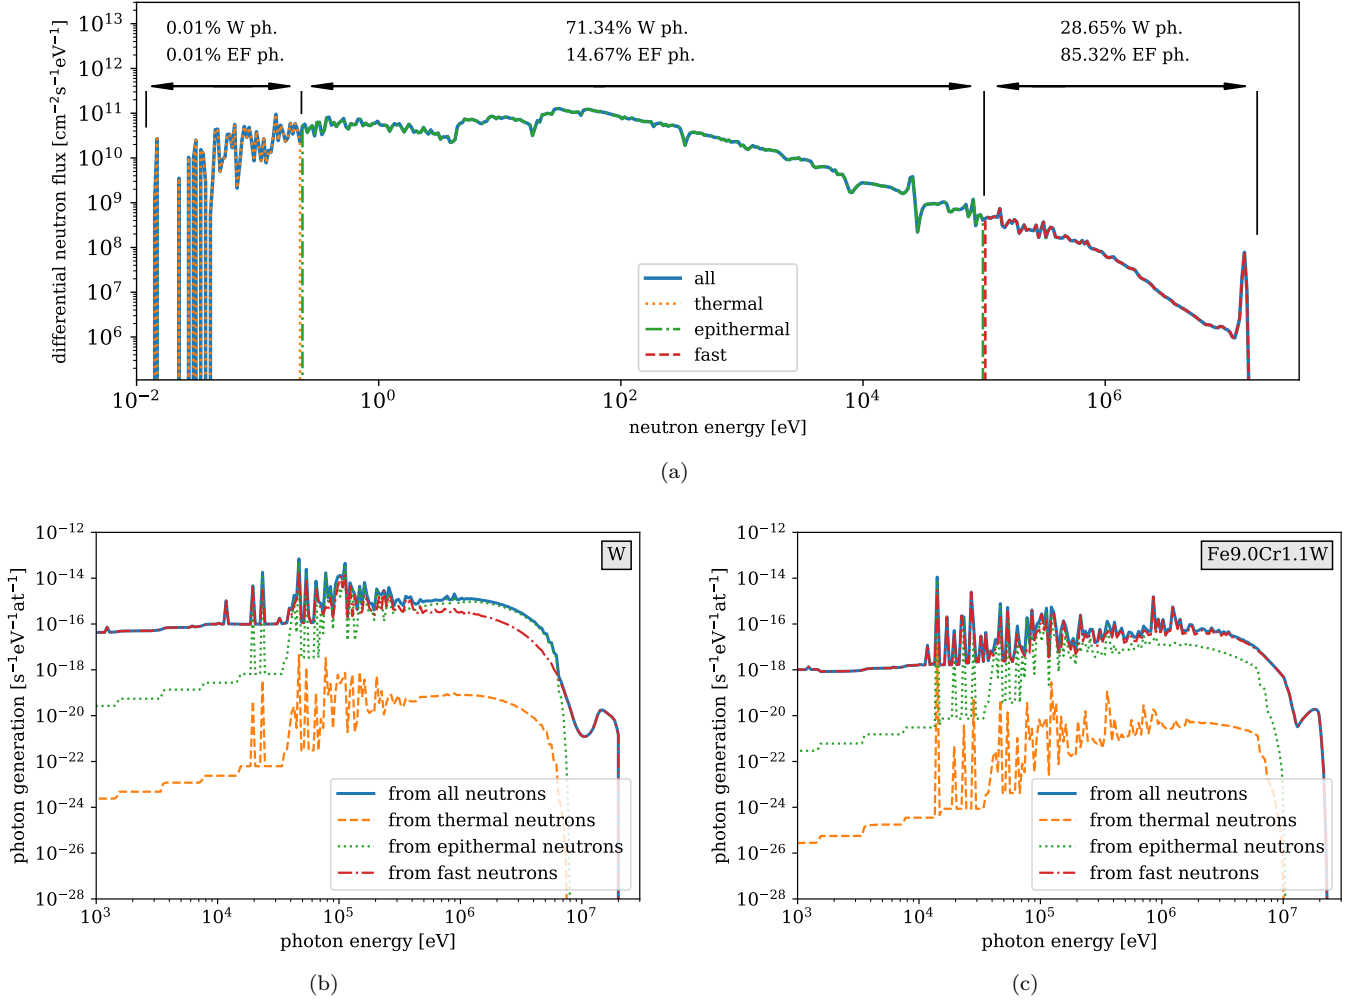 0.01% W ph.
0.01% EF ph.
71.34% W ph.
14.67% EF ph.
28.65% W ph.
85.32% EF ph.
differential neutron flux [cm−2s−1eV−1]
10^13
10^12
10^11
10^10
10^9
10^8
10^7
10^6
all
thermal
epithermal
fast
10^−2
10^0
10^2
10^4
10^6
neutron energy [eV]
(a)
photon generation [s^−1eV^−1at^−1]
10^−12
10^−14
10^−16
10^−18
10^−20
10^−22
10^−24
10^−26
10^−28
W
from all neutrons
from thermal neutrons
from epithermal neutrons
from fast neutrons
10^3
10^4
10^5
10^6
10^7
photon energy [eV]
(b)
photon generation [s^−1eV^−1at^−1]
10^−12
10^−14
10^−16
10^−18
10^−20
10^−22
10^−24
10^−26
10^−28
Fe9.0Cr1.1W
from all neutrons
from thermal neutrons
from epithermal neutrons
from fast neutrons
10^3
10^4
10^5
10^6
10^7
photon energy [eV]
(c)